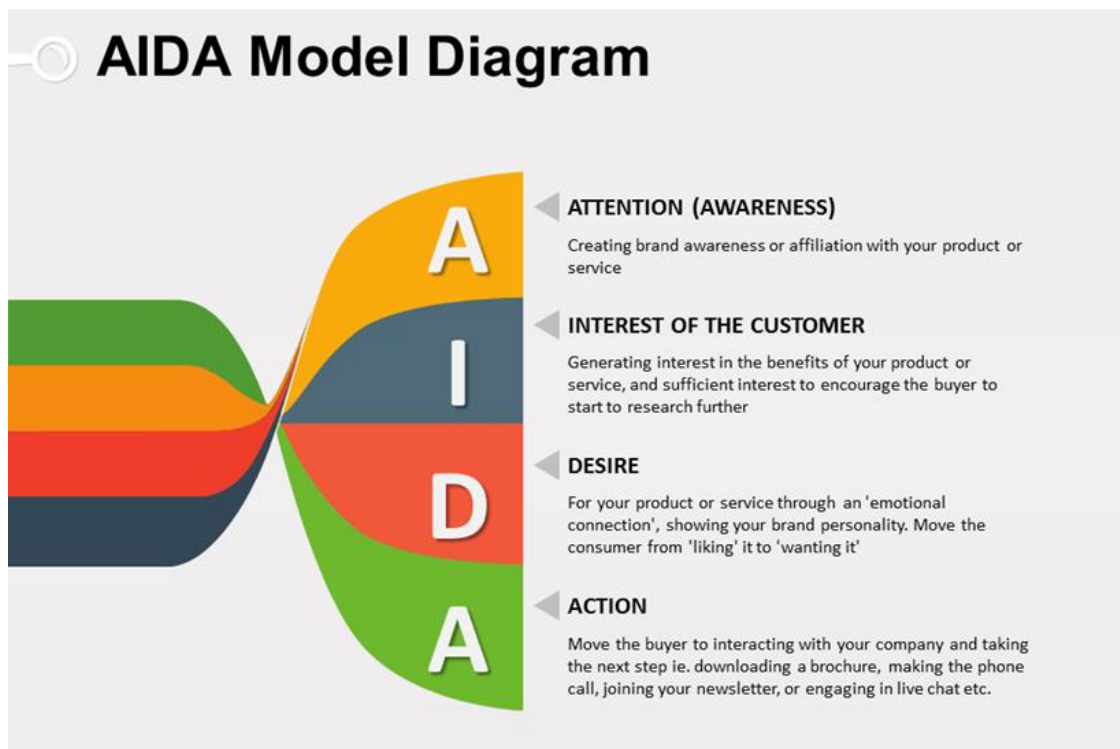 AIDA Model Diagram
A
ATTENTION (AWARENESS)
Creating brand awareness or affiliation with your product or
service
I
INTEREST OF THE CUSTOMER
Generating interest in the benefits of your product or
service, and sufficient interest to encourage the buyer to
start to research further
D
DESIRE
For your product or service through an 'emotional
connection', showing your brand personality. Move the
consumer from 'liking' it to 'wanting it'
A
ACTION
Move the buyer to interacting with your company and taking
the next step ie. downloading a brochure, making the phone
call, joining your newsletter, or engaging in live chat etc.